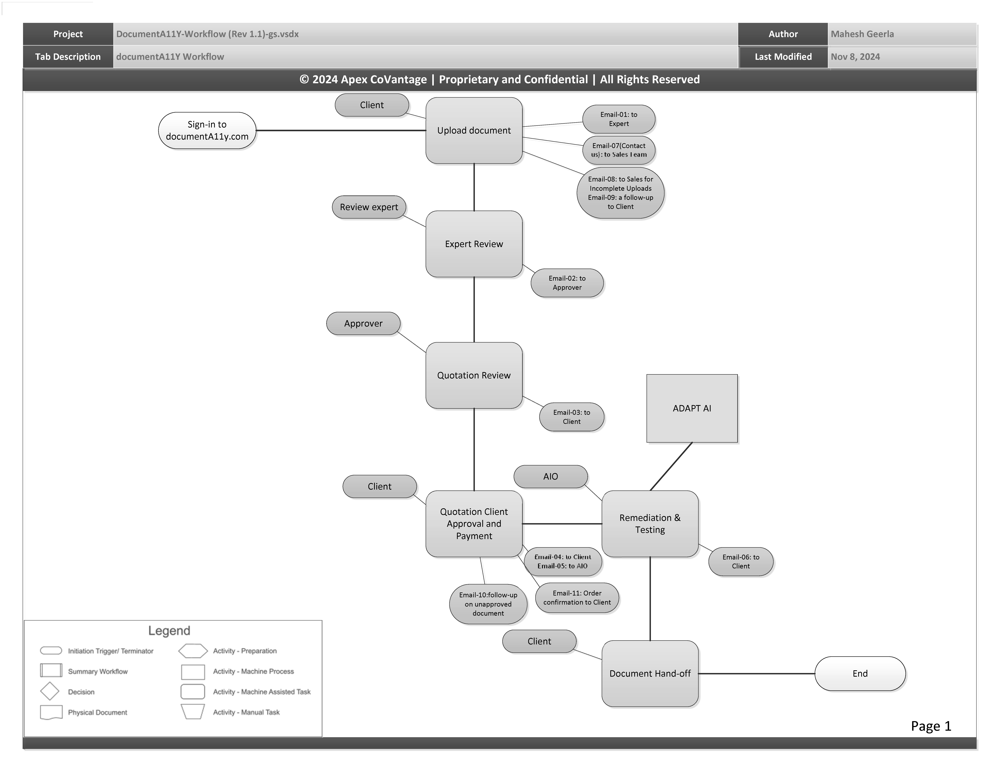 Project
DocumentA11Y-Workflow (Rev 1.1)-gs.vsdx
Author
Mahesh Geerla
Tab Description
documentA11Y Workflow
Last Modified
Nov 8, 2024
© 2024 Apex CoVantage | Proprietary and Confidential | All Rights Reserved
Client
Sign-in to
documentA11y.com
Upload document
Email-01: to
Expert
Email-07(Contact
us): to Sales Team
Email-08: to Sales for
Incomplete Uploads
Email-09: a follow-up
to Client
Review expert
Expert Review
Email-02: to
Approver
Approver
Quotation Review
Email-03: to
Client
ADAPT AI
AIO
Client
Quotation Client
Approval and
Payment
Remediation &
Testing
Email-04: to Client
Email-05: to AIO
Email-06: to
Client
Email-10:follow-up
on unapproved
document
Email-11: Order
confirmation to Client
Client
Document Hand-off
End
Legend
Initiation Trigger/ Terminator
Activity - Preparation
Summary Workflow
Activity - Machine Process
Decision
Activity - Machine Assisted Task
Physical Document
Activity - Manual Task
Page 1